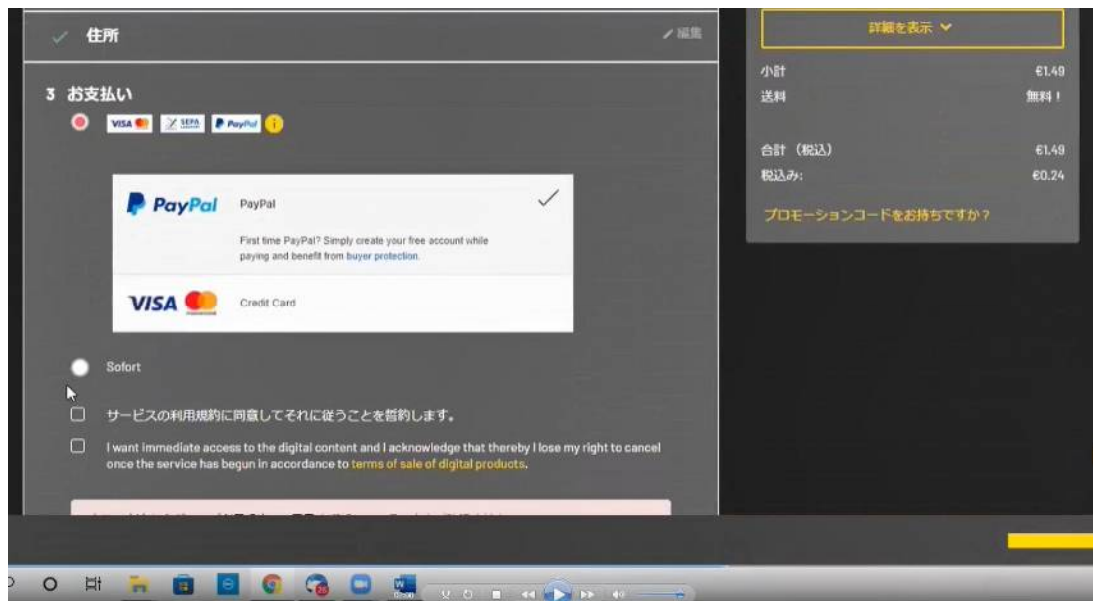 住所
編集
3 お支払い
VISA SEPA PayPal i
PayPal PayPal
First time PayPal? Simply create your free account while
paying and benefit from buyer protection.
VISA Credit Card
Sofort
サービスの利用規約に同意してそれに従うことを誓約します。
I want immediate access to the digital content and I acknowledge that thereby I lose my right to cancel
once the service has begun in accordance to terms of sale of digital products.
詳細を表示
小計 €1.49
送料 無料！
合計（税込） €1.49
税込み: €0.24
プロモーションコードをお持ちですか？